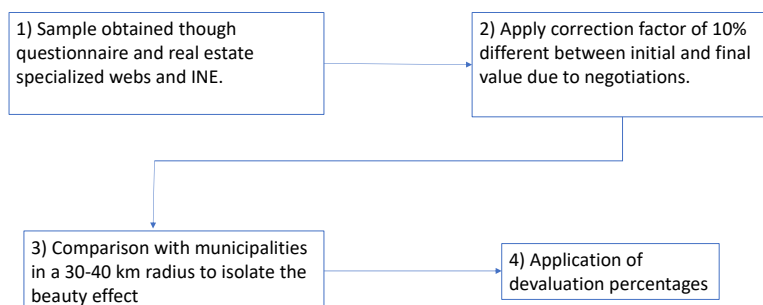 1) Sample obtained though
questionnaire and real estate
specialized webs and INE.
2) Apply correction factor of 10%
different between initial and final
value due to negotiations.
3) Comparison with municipalities
in a 30-40 km radius to isolate the
beauty effect
4) Application of
devaluation percentages